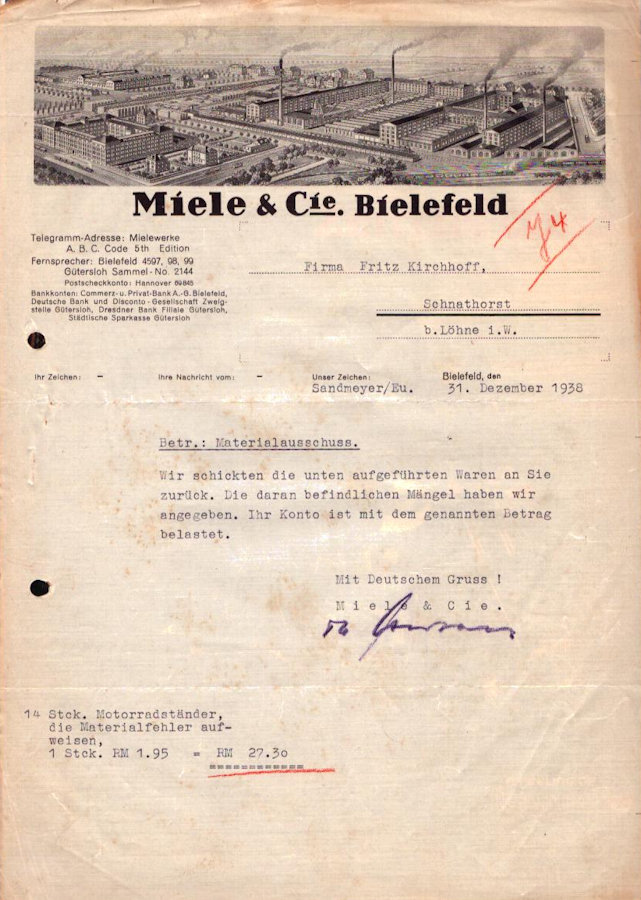 Miele & Cie. Bielefeld
Telegramm-Adresse: Mielewerke
A. B. C. Code 5th Edition
Fernsprecher: Bielefeld 4597, 98, 99
Gütersloh Sammel-No. 2144
Postscheckkonto: Hannover 69845
Bankkonten: Commerz-u. Privat-Bank A.-G. Bielefeld,
Deutsche Bank und Disconto-Gesellschaft Zweig-
stelle Gütersloh, Dresdner Bank Filiale Gütersloh,
Städtische Sparkasse Gütersloh
Firma Fritz Kirchhoff,
Schnathorst
b.Löhne i.W.
Ihr Zeichen: -
Ihre Nachricht vom: -
Unser Zeichen:
Sandmeyer/Eu.
Bielefeld, den
31. Dezember 1938
Betr.: Materialausschuss.
Wir schickten die unten aufgeführten Waren an Sie
zurück. Die daran befindlichen Mängel haben wir
angegeben. Ihr Konto ist mit dem genannten Betrag
belastet.
Mit Deutschem Gruss !
Miele & Cie.
14 Stck. Motorradständer,
die Materialfehler auf-
weisen,
1 Stck. RM 1.95 = RM 27.30
============